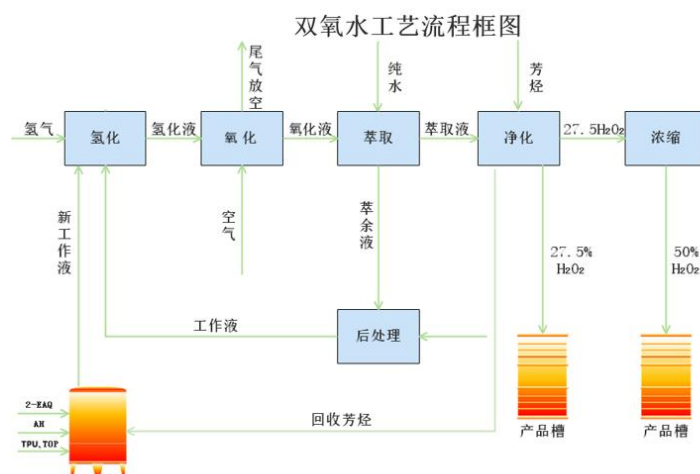 双氧水工艺流程框图
尾气放空
纯水
芳烃
氢气
氢化
氢化液
氧化
氧化液
萃取
萃取液
净化
27.5H₂O₂
浓缩
新工作液
空气
萃余液
27.5%
H₂O₂
50%
H₂O₂
工作液
后处理
2-EAQ
AH
TPU,TOP
回收芳烃
产品槽
产品槽